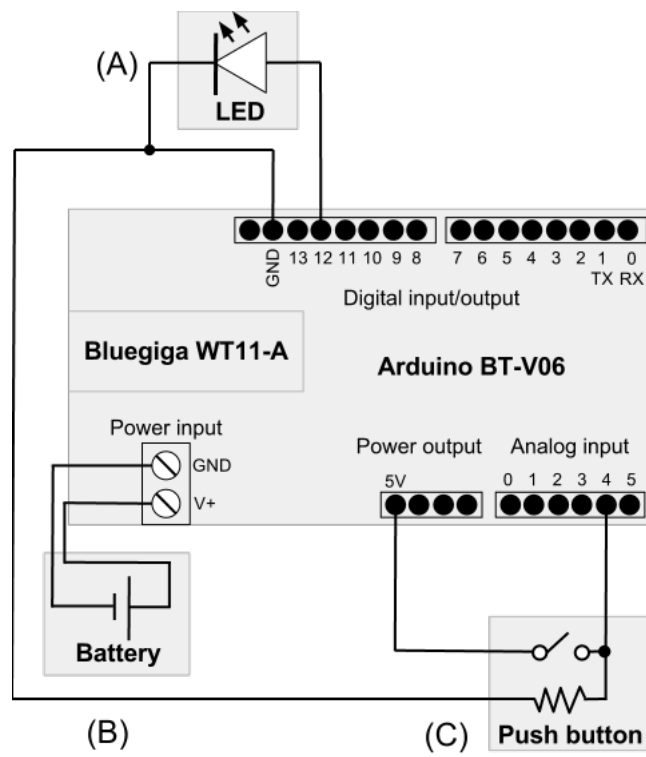 (A)
LED
GND 13 12 11 10 9 8 7 6 5 4 3 2 1 0
TX RX
Digital input/output
Bluegiga WT11-A
Arduino BT-V06
Power input
GND
V+
Power output
5V
Analog input
0 1 2 3 4 5
Battery
(B)
(C)
Push button